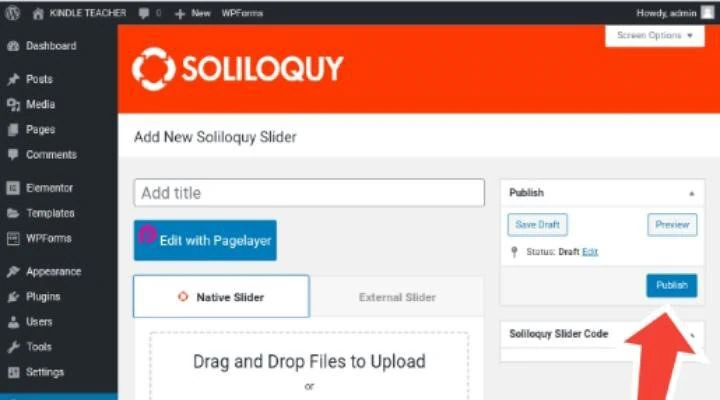 KINDLE TEACHER 0 New WPForms Howdy, admin
Screen Options
Dashboard
Posts
Media
Pages
Comments
Elementor
Templates
WPForms
Appearance
Plugins
Users
Tools
Settings
SOLILOQUY
Add New Soliloquy Slider
Add title
Edit with Pagelayer
Native Slider External Slider
Drag and Drop Files to Upload
or
Publish
Save Draft Preview
Status: Draft Edit
Publish
Soliloquy Slider Code